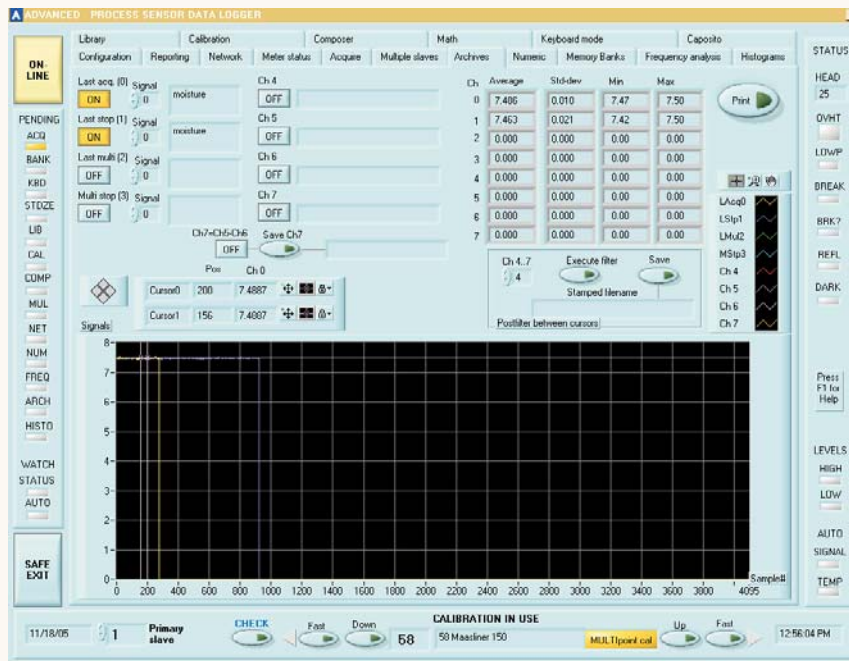 A ADVANCED PROCESS SENSOR DATA LOGGER
Library Calibration Composer Math Keyboard mode Caposito
Configuration Reporting Network Meter status Acquire Multiple slaves Archives Numeric Memory Banks Frequency analysis Histograms
ON-
LINE
PENDING
ACQ
BANK
KBD
STDZE
LIB
CAL
COMP
MUL
NET
NUM
FREQ
ARCH
HISTO
WATCH
STATUS
AUTO
SAFE
EXIT
Last acq. (0) Signal
ON 0 moisture
Last stop (1) Signal
ON 0 moisture
Last multi (2) Signal
OFF 0
Multi stop (3) Signal
OFF 0
Ch 4
OFF
Ch 5
OFF
Ch 6
OFF
Ch 7
OFF
Ch7=Ch5-Ch6 Save Ch7
OFF
Pos Ch 0
Cursor0 200 7.4887
Cursor1 156 7.4887
Signals
Ch Average Std-dev Min Max
0 7.486 0.010 7.47 7.50
1 7.463 0.021 7.42 7.50
2 0.000 0.000 0.00 0.00
3 0.000 0.000 0.00 0.00
4 0.000 0.000 0.00 0.00
5 0.000 0.000 0.00 0.00
6 0.000 0.000 0.00 0.00
7 0.000 0.000 0.00 0.00
Print
Ch 4..7 Execute filter Save
4
Stamped filename
Postfilter between cursors
LAcq0
LStp1
LMul2
MStp3
Ch 4
Ch 5
Ch 6
Ch 7
8
7
6
5
4
3
2
1
0
0 200 400 600 800 1000 1200 1400 1600 1800 2000 2200 2400 2600 2800 3000 3200 3400 3600 3800 4095
Sample#
STATUS
HEAD
25
OVHT
LOWP
BREAK
BRK?
REFL
DARK
Press
F1 for
Help
LEVELS
HIGH
LOW
AUTO
SIGNAL
TEMP
11/18/05 1 Primary
slave
CHECK Fast Down 58
CALIBRATION IN USE
58 Maasliner 150
MULTIpoint cal
Up Fast
12:56:04 PM